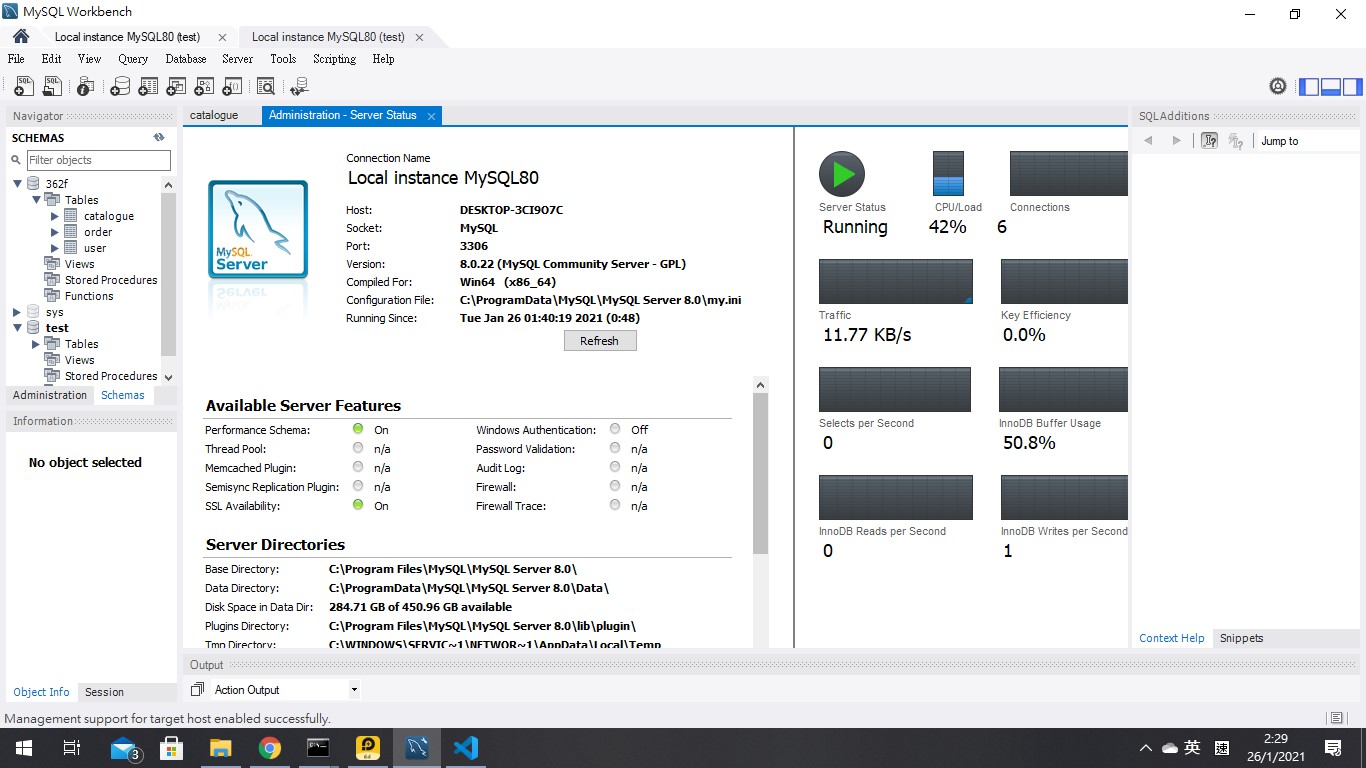 MySQL Workbench
Local instance MySQL80 (test)
Local instance MySQL80 (test)
File Edit View Query Database Server Tools Scripting Help
Navigator
SCHEMAS
Filter objects
362f
Tables
catalogue
order
user
Views
Stored Procedures
Functions
sys
test
Tables
Views
Stored Procedures
Administration Schemas
Information
No object selected
Object Info Session
catalogue
Administration - Server Status
Connection Name
Local instance MySQL80
MySQL
Server
Host: DESKTOP-3CI9O7C
Socket: MySQL
Port: 3306
Version: 8.0.22 (MySQL Community Server - GPL)
Compiled For: Win64 (x86_64)
Configuration File: C:\ProgramData\MySQL\MySQL Server 8.0\my.ini
Running Since: Tue Jan 26 01:40:19 2021 (0:48)
Refresh
Available Server Features
Performance Schema: On Windows Authentication: Off
Thread Pool: n/a Password Validation: n/a
Memcached Plugin: n/a Audit Log: n/a
Semisync Replication Plugin: n/a Firewall: n/a
SSL Availability: On Firewall Trace: n/a
Server Directories
Base Directory: C:\Program Files\MySQL\MySQL Server 8.0\
Data Directory: C:\ProgramData\MySQL\MySQL Server 8.0\Data\
Disk Space in Data Dir: 284.71 GB of 450.96 GB available
Plugins Directory: C:\Program Files\MySQL\MySQL Server 8.0\lib\plugin\
Tmp Directory: C:\WINDOWS\SERVIC~1\NETWOR~1\AppData\Local\Temp
Server Status CPU/Load Connections
Running 42% 6
Traffic Key Efficiency
11.77 KB/s 0.0%
Selects per Second InnoDB Buffer Usage
0 50.8%
InnoDB Reads per Second InnoDB Writes per Second
0 1
SQLAdditions
Jump to
Context Help Snippets
Output
Action Output
Management support for target host enabled successfully.
3
英
2:29
26/1/2021